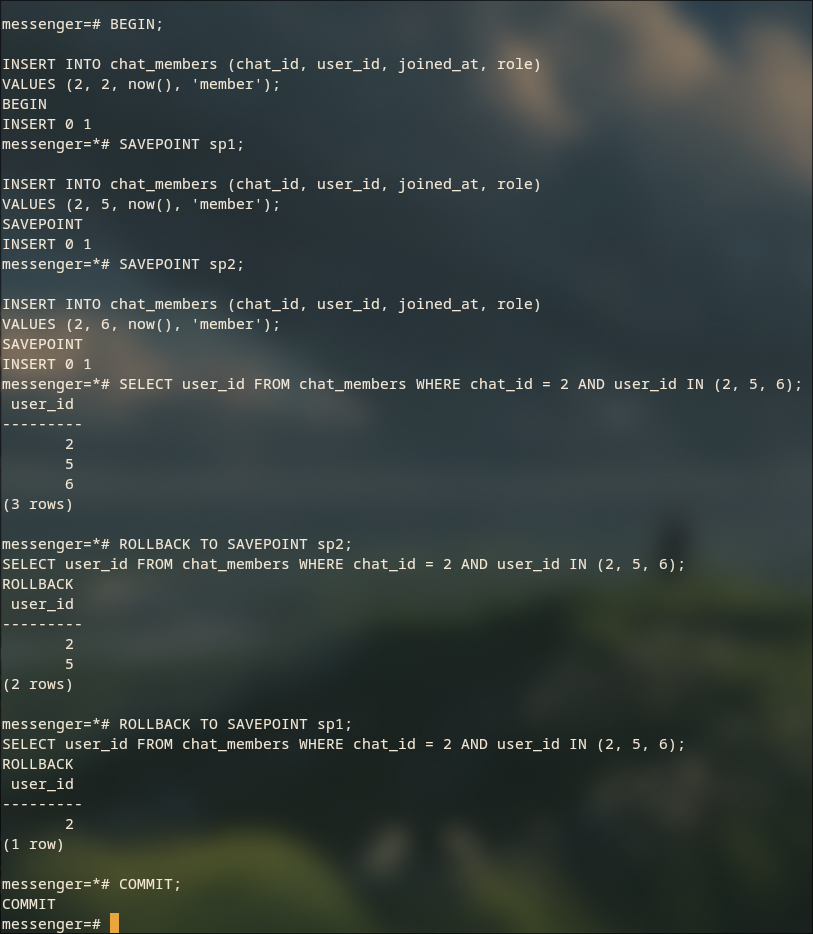 messenger=# BEGIN;
INSERT INTO chat_members (chat_id, user_id, joined_at, role)
VALUES (2, 2, now(), 'member');
BEGIN
INSERT 0 1
messenger=*# SAVEPOINT sp1;
INSERT INTO chat_members (chat_id, user_id, joined_at, role)
VALUES (2, 5, now(), 'member');
SAVEPOINT
INSERT 0 1
messenger=*# SAVEPOINT sp2;
INSERT INTO chat_members (chat_id, user_id, joined_at, role)
VALUES (2, 6, now(), 'member');
SAVEPOINT
INSERT 0 1
messenger=*# SELECT user_id FROM chat_members WHERE chat_id = 2 AND user_id IN (2, 5, 6);
 user_id
---------
       2
       5
       6
(3 rows)
messenger=*# ROLLBACK TO SAVEPOINT sp2;
SELECT user_id FROM chat_members WHERE chat_id = 2 AND user_id IN (2, 5, 6);
ROLLBACK
 user_id
---------
       2
       5
(2 rows)
messenger=*# ROLLBACK TO SAVEPOINT sp1;
SELECT user_id FROM chat_members WHERE chat_id = 2 AND user_id IN (2, 5, 6);
ROLLBACK
 user_id
---------
       2
(1 row)
messenger=*# COMMIT;
COMMIT
messenger=#